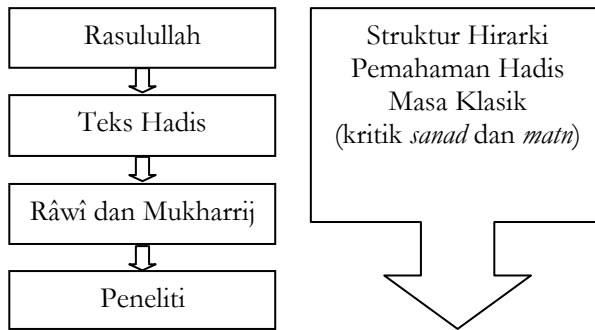 Rasulullah
Teks Hadis
Râwî dan Mukharrij
Peneliti
Struktur Hirarki
Pemahaman Hadis
Masa Klasik
(kritik sanad dan matn)